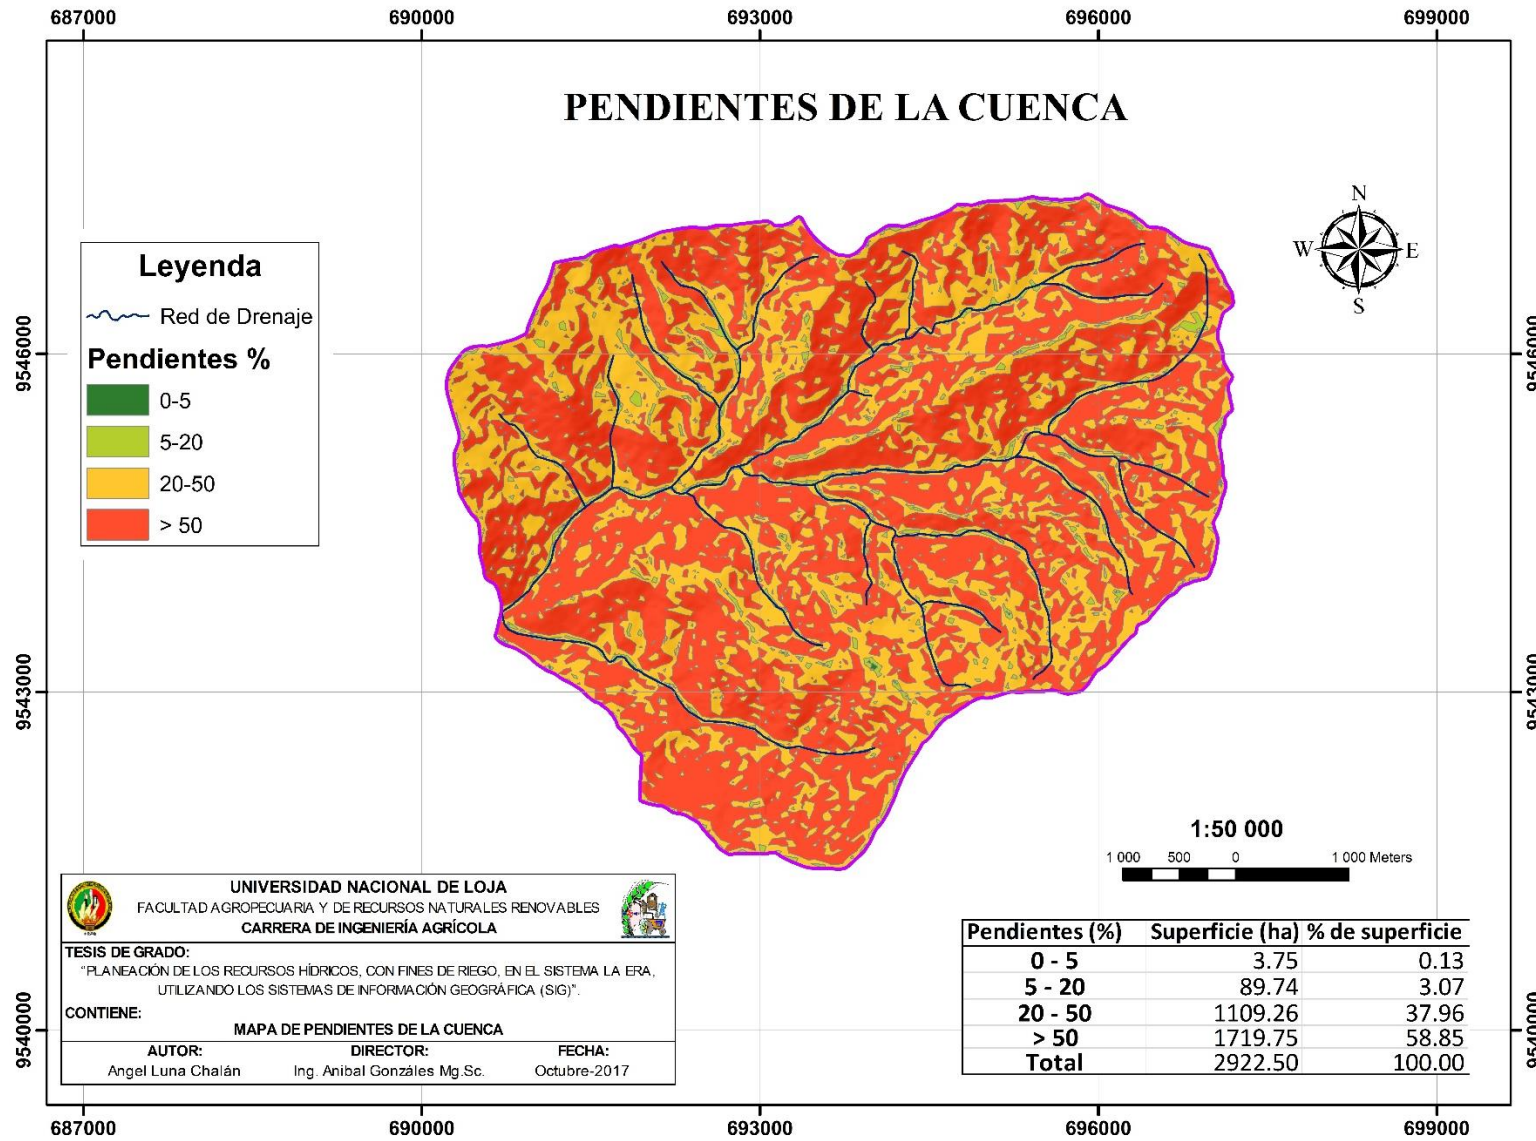 687000 690000 693000 696000 699000
PENDIENTES DE LA CUENCA
N
W E
S
Leyenda
Red de Drenaje
Pendientes %
0-5
5-20
20-50
> 50
9546000 9546000
9543000 9543000
9540000 9540000
1:50 000
1 000 500 0 1 000 Meters
UNIVERSIDAD NACIONAL DE LOJA
FACULTAD AGROPECUARIA Y DE RECURSOS NATURALES RENOVABLES
CARRERA DE INGENIERÍA AGRÍCOLA
TESIS DE GRADO:
"PLANEACIÓN DE LOS RECURSOS HÍDRICOS, CON FINES DE RIEGO, EN EL SISTEMA LA ERA,
UTILIZANDO LOS SISTEMAS DE INFORMACIÓN GEOGRÁFICA (SIG)".
CONTIENE:
MAPA DE PENDIENTES DE LA CUENCA
AUTOR: DIRECTOR: FECHA:
Angel Luna Chalán Ing. Anibal Gonzáles Mg.Sc. Octubre-2017
Pendientes (%) Superficie (ha) % de superficie
0 - 5 3.75 0.13
5 - 20 89.74 3.07
20 - 50 1109.26 37.96
> 50 1719.75 58.85
Total 2922.50 100.00
687000 690000 693000 696000 699000